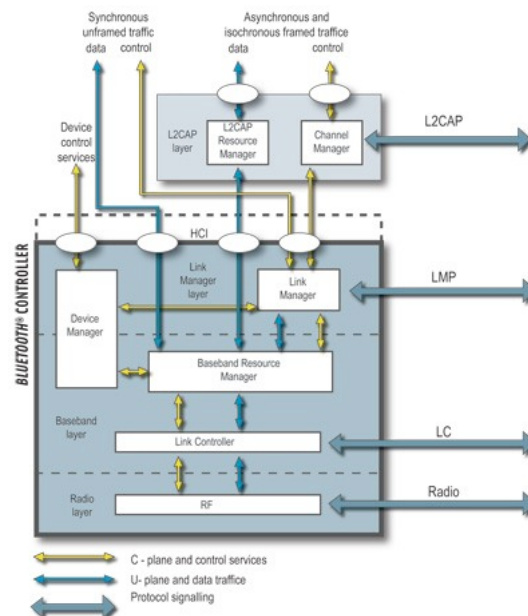 Synchronous
unframed traffic
data control
Asynchronous and
isochronous framed traffice
data control
Device
control
services
L2CAP
layer
L2CAP
Resource
Manager
Channel
Manager
L2CAP
HCI
BLUETOOTH® CONTROLLER
Link
Manager
layer
Link
Manager
LMP
Device
Manager
Baseband Resource
Manager
Baseband
layer
Link Controller
LC
Radio
layer
RF
Radio
C - plane and control services
U- plane and data traffice
Protocol signalling